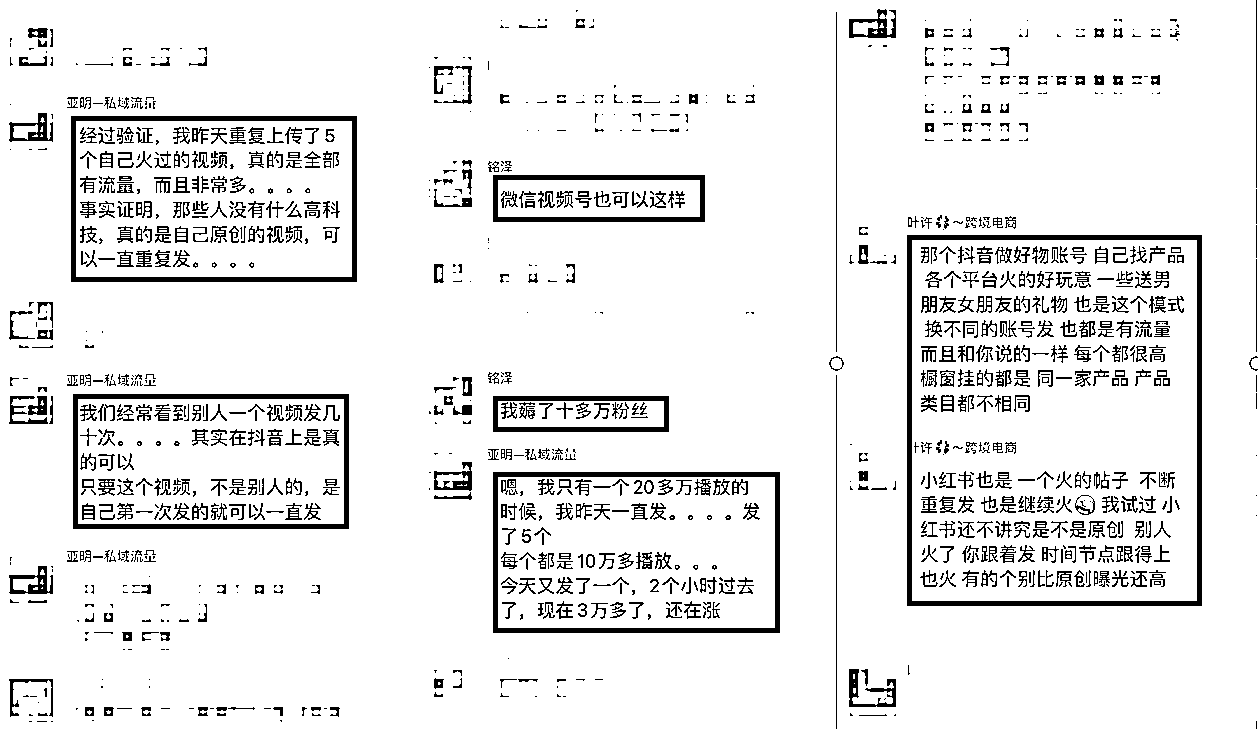 亚明—私域流量
经过验证，我昨天重复上传了5
个自己火过的视频，真的是全部
有流量，而且非常多。。。。
事实证明，那些人没有什么高科
技，真的是自己原创的视频，可
以一直重复发。。。。
亚明—私域流量
我们经常看到别人一个视频发几
十次。。。。其实在抖音上是真
的可以
只要这个视频，不是别人的，是
自己第一次发的就可以一直发
亚明—私域流量
铭泽
微信视频号也可以这样
铭泽
我薅了十多万粉丝
亚明—私域流量
嗯，我只有一个20多万播放的
时候，我昨天一直发。。。。发
了5个
每个都是10万多播放。。。
今天又发了一个，2个小时过去
了，现在3万多了，还在涨
叶许～跨境电商
那个抖音做好物账号 自己找产品
各个平台火的好玩意 一些送男
朋友女朋友的礼物 也是这个模式
换不同的账号发 也都是有流量
而且和你说的一样 每个都很高
橱窗挂的都是 同一家产品 产品
类目都不相同
叶许～跨境电商
小红书也是 一个火的帖子 不断
重复发 也是继续火 我试过 小
红书还不讲究是不是原创 别人
火了 你跟着发 时间节点跟得上
也火 有的个别比原创曝光还高